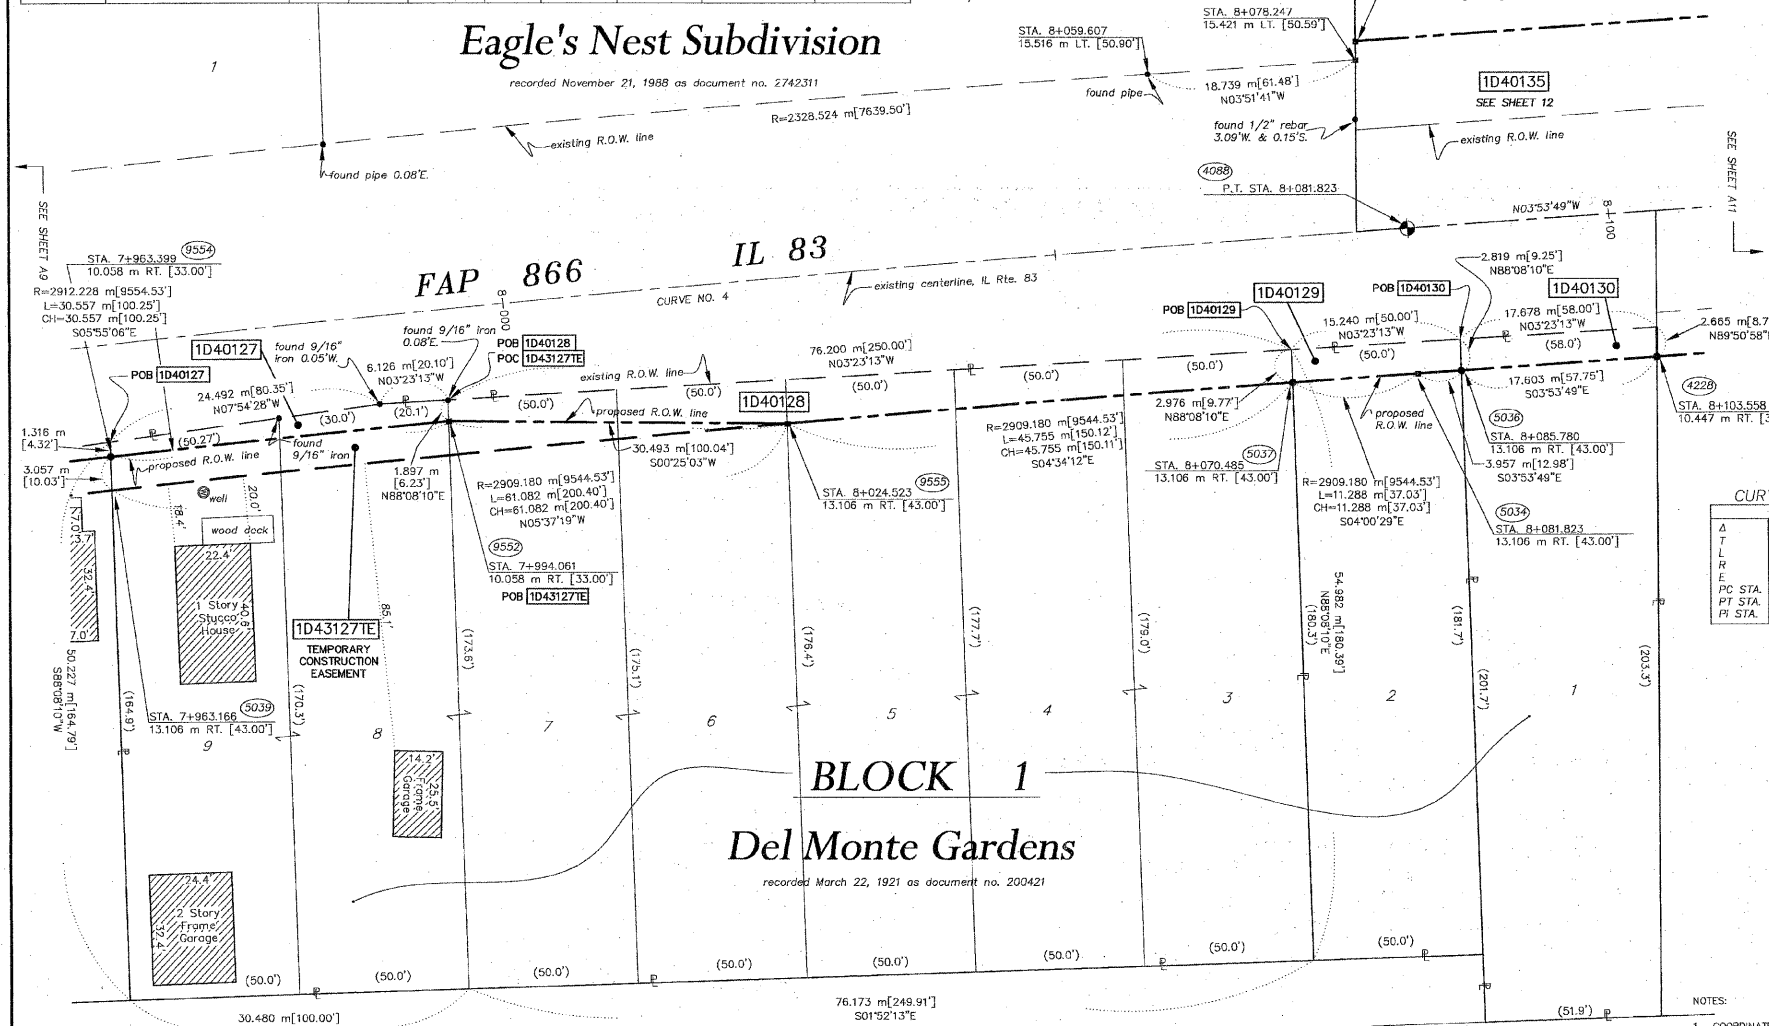 Eagle's Nest Subdivision
recorded November 21, 1988 as document no. 2742311
1
STA. 8+059.607
15.516 m LT. [50.90']
STA. 8+078.247
15.421 m LT. [50.59']
18.739 m[61.48']
N03°51'41"W
found pipe
1D40135
SEE SHEET 12
R=2328.524 m[7639.50']
existing R.O.W. line
found 1/2" rebar
3.09'W. & 0.15'S.
existing R.O.W. line
found pipe 0.08'E.
4088
P.T. STA. 8+081.823
SEE SHEET A9
SEE SHEET A11
N03°53'49"W
8+100
FAP 866
IL 83
8+000
CURVE NO. 4
existing centerline, IL Rte. 83
STA. 7+963.399
9554
10.058 m RT. [33.00']
R=2912.228 m[9554.53']
L=30.557 m[100.25']
CH=30.557 m[100.25']
S05°55'06"E
1D40127
POB 1D40127
found 9/16"
iron 0.05'W.
found 9/16" iron
0.08'E.
POB 1D40128
POC 1D43127TE
6.126 m[20.10']
N03°23'13"W
24.492 m[80.35']
N07°54'28"W
existing R.O.W. line
76.200 m[250.00']
N03°23'13"W
POB 1D40129
1D40129
15.240 m[50.00']
N03°23'13"W
POB 1D40130
2.819 m[9.25']
N88°08'10"E
1D40130
17.678 m[58.00']
N03°23'13"W
2.665 m[8.7
N89°50'58"
(50.27')
(30.0')
(20.1')
(50.0')
(50.0')
(50.0')
(50.0')
(50.0')
(50.0')
(58.0')
1.316 m
[4.32']
3.057 m
[10.03']
proposed R.O.W. line
found
9/16" iron
proposed R.O.W. line
1D40128
30.493 m[100.04']
S00°25'03"W
1.897 m
[6.23']
N88°08'10"E
R=2909.180 m[9544.53']
L=61.082 m[200.40']
CH=61.082 m[200.40']
N05°37'19"W
9552
STA. 7+994.061
10.058 m RT. [33.00']
POB 1D43127TE
STA. 8+024.523
9555
13.106 m RT. [43.00']
R=2909.180 m[9544.53']
L=45.755 m[150.12']
CH=45.755 m[150.11']
S04°34'12"E
2.976 m[9.77']
N88°08'10"E
STA. 8+070.485
5037
13.106 m RT. [43.00']
R=2909.180 m[9544.53']
L=11.288 m[37.03']
CH=11.288 m[37.03']
S04°00'29"E
proposed
R.O.W. line
17.603 m[57.75']
S03°53'49"E
5036
STA. 8+085.780
13.106 m RT. [43.00']
3.957 m[12.98']
S03°53'49"E
5034
STA. 8+081.823
13.106 m RT. [43.00']
4228
STA. 8+103.558
10.447 m RT.
CUR
Δ
T
L
R
E
PC STA.
PT STA.
PI STA.
well
18.4'
20.0'
wood deck
7.0'
3.7'
32.4'
7.0'
22.4'
40.6'
1 Story
Stucco
House
85.1'
1D43127TE
TEMPORARY
CONSTRUCTION
EASEMENT
50.227 m[164.79']
S88°08'10"W
(164.9')
(170.3')
(173.6')
(175.1')
(176.4')
(177.7')
(179.0')
54.982 m[180.39']
N88°08'10"E
(180.3')
(181.7')
(201.7')
(203.3')
STA. 7+963.166
5039
13.106 m RT. [43.00']
9
8
7
6
5
4
3
2
1
14.2'
25.5'
Frame
Garage
BLOCK 1
Del Monte Gardens
recorded March 22, 1921 as document no. 200421
24.4'
2 Story
Frame
Garage
32.4'
(50.0')
(50.0')
(50.0')
(50.0')
(50.0')
(50.0')
(50.0')
(50.0')
(51.9')
30.480 m[100.00']
76.173 m[249.91']
S01°52'13"E
NOTES: